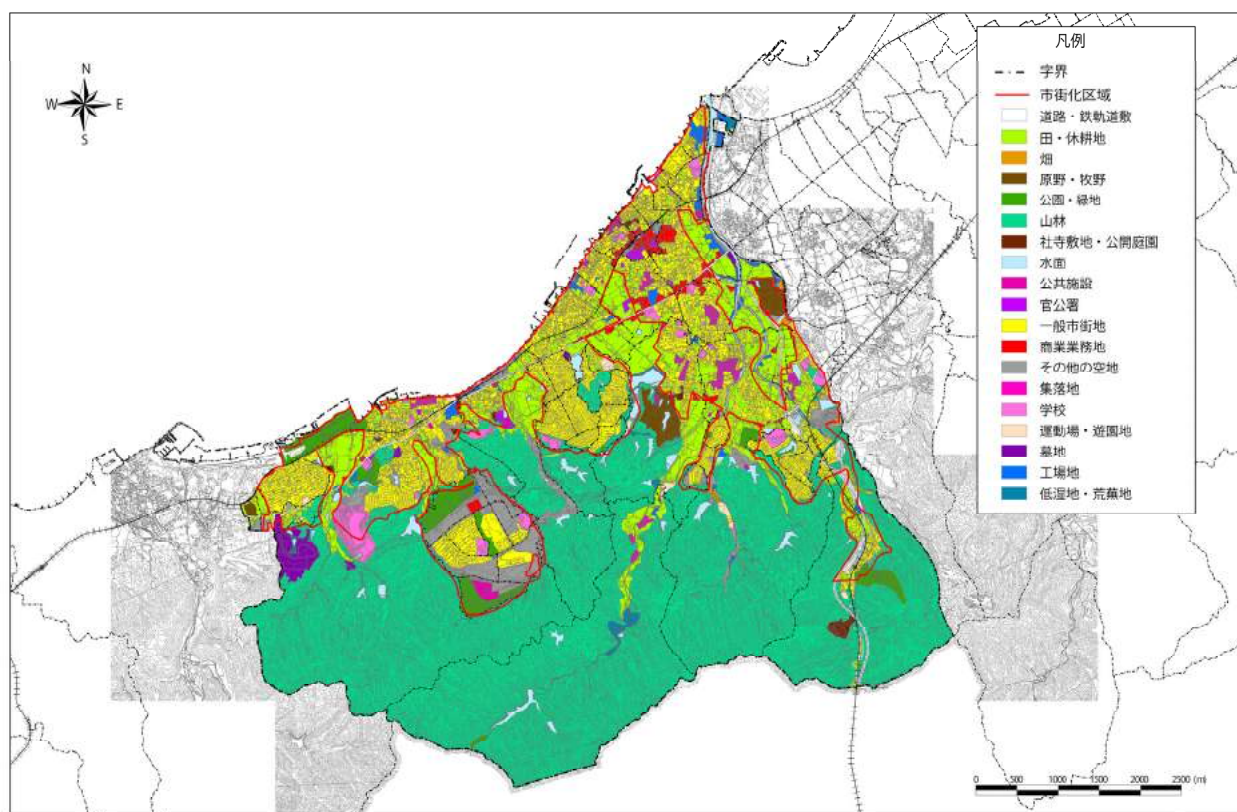 凡例
N
W E
S
字界
市街化区域
道路・鉄軌道敷
田・休耕地
畑
原野・牧野
公園・緑地
山林
社寺敷地・公開庭園
水面
公共施設
官公署
一般市街地
商業業務地
その他の空地
集落地
学校
運動場・遊園地
墓地
工場地
低湿地・荒蕪地
0 500 1000 1500 2000 2500 (m)